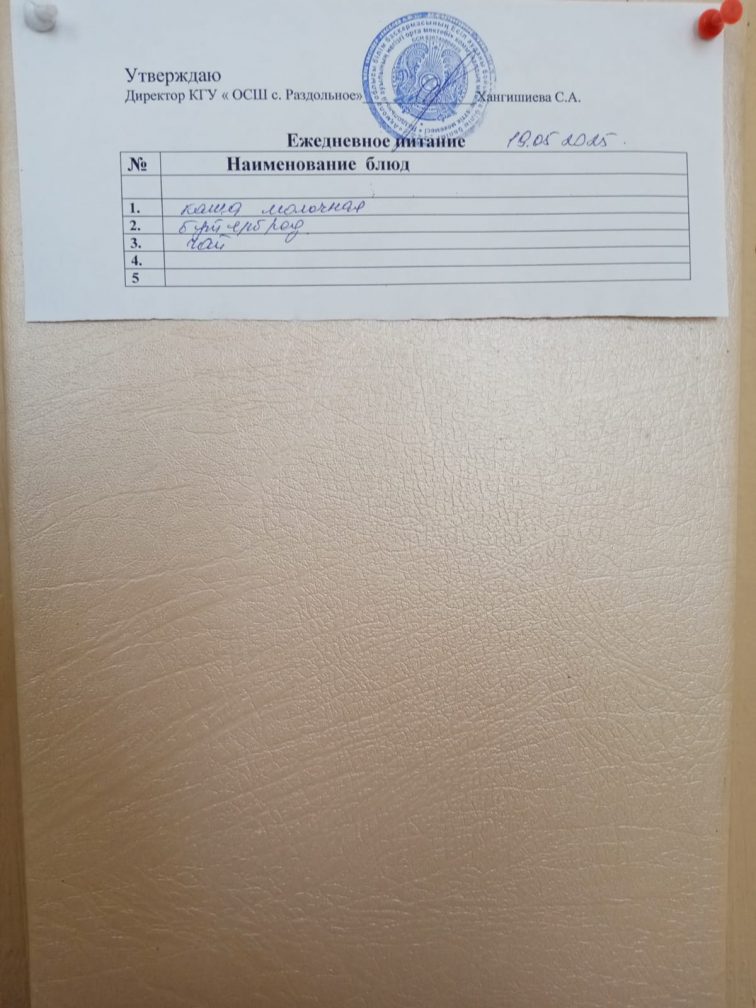 Утверждаю
Директор КГУ « ОСШ с. Раздольное» Хангишиева С.А.
Ежедневное питание 19.05 2025.
№ Наименование блюд
1. каша молочная
2. бутерброд
3. чай
4.
5